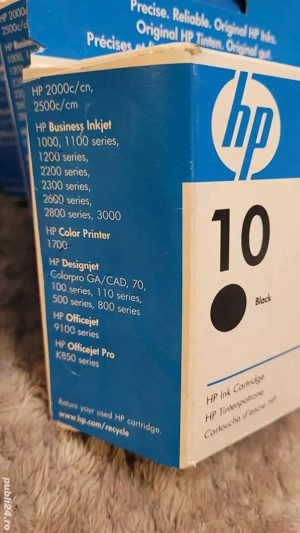 Precise. Reliable. Original HP Inks.
Original HP Tinten. Original gut.
Précises et
2000c
2500c/
HP Business
HP 2000c/cn,
2500c/cm
HP Business Inkjet
1000, 1100 series,
1200 series,
2200 series,
2300 series,
2600 series,
2800 series, 3000
HP Color Printer
1700
HP Designjet
Colorpro GA/CAD, 70,
100 series, 110 series,
500 series, 800 series
HP Officejet
9100 series
HP Officejet Pro
K850 series
Return your used HP cartridge.
www.hp.com/recycle
hp
10
Black
HP Ink Cartridge
HP Tintenpatrone
Cartouche d'encre HP
publi24.ro